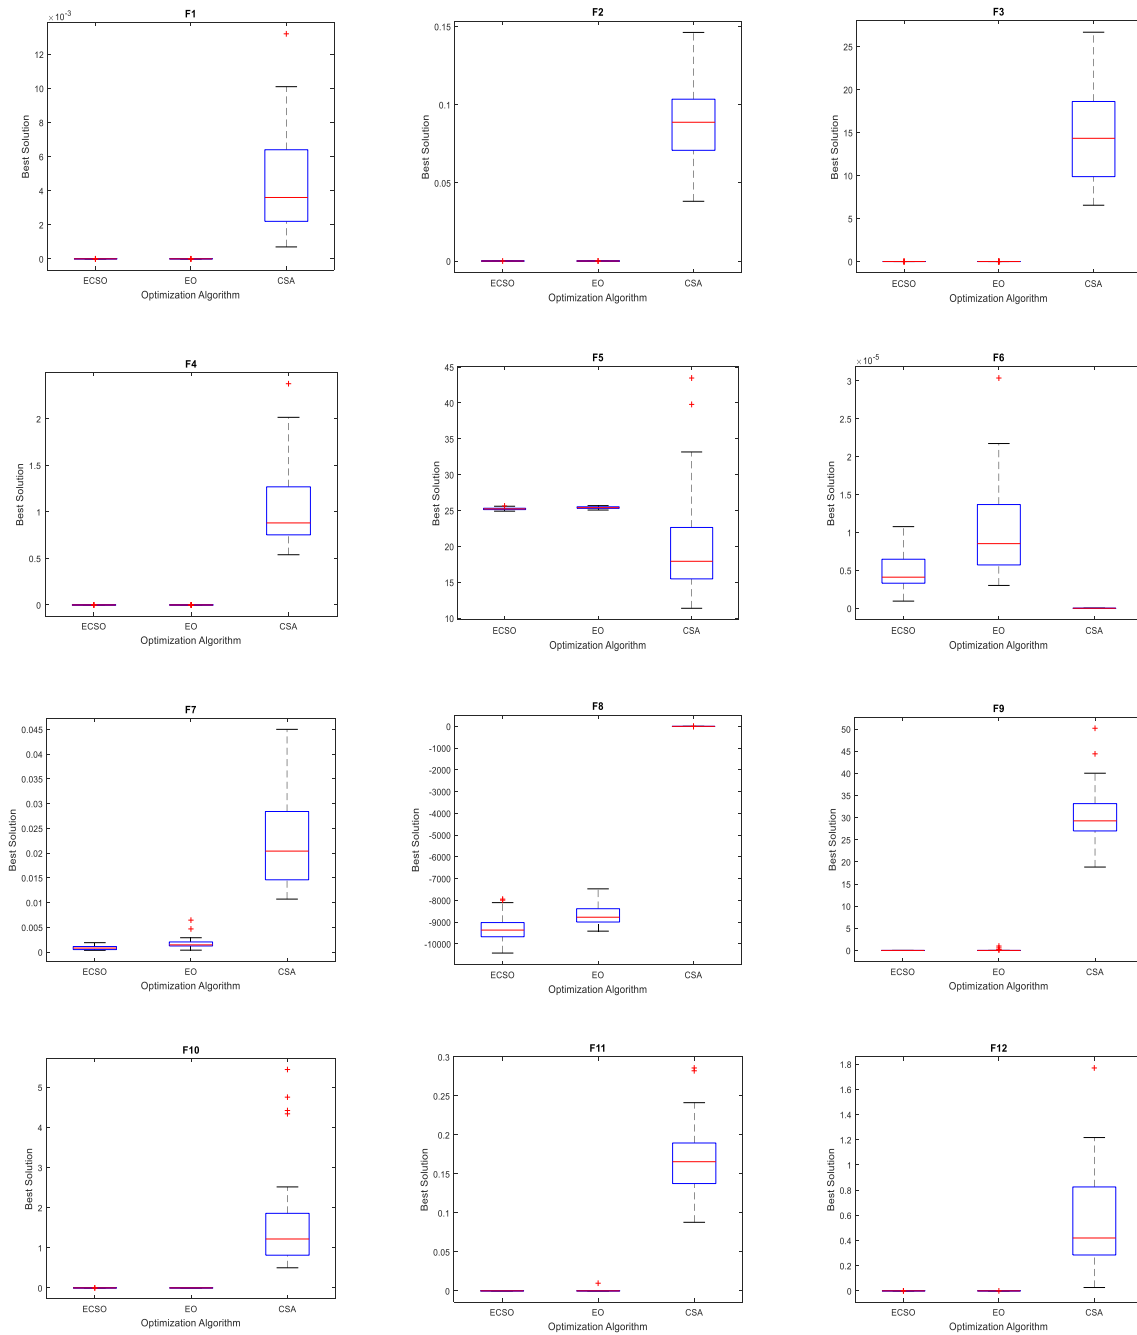 F1
×10⁻³
12
10
8
6
4
2
0
Best Solution
ECSO EO CSA
Optimization Algorithm
F2
0.15
0.1
0.05
0
Best Solution
ECSO EO CSA
Optimization Algorithm
F3
25
20
15
10
5
0
Best Solution
ECSO EO CSA
Optimization Algorithm
F4
2
1.5
1
0.5
0
Best Solution
ECSO EO CSA
Optimization Algorithm
F5
45
40
35
30
25
20
15
10
Best Solution
ECSO EO CSA
Optimization Algorithm
F6
×10⁻⁵
3
2.5
2
1.5
1
0.5
0
Best Solution
ECSO EO CSA
Optimization Algorithm
F7
0.045
0.04
0.035
0.03
0.025
0.02
0.015
0.01
0.005
0
Best Solution
ECSO EO CSA
Optimization Algorithm
F8
0
-1000
-2000
-3000
-4000
-5000
-6000
-7000
-8000
-9000
-10000
Best Solution
ECSO EO CSA
Optimization Algorithm
F9
50
45
40
35
30
25
20
15
10
5
0
Best Solution
ECSO EO CSA
Optimization Algorithm
F10
5
4
3
2
1
0
Best Solution
ECSO EO CSA
Optimization Algorithm
F11
0.3
0.25
0.2
0.15
0.1
0.05
0
Best Solution
ECSO EO CSA
Optimization Algorithm
F12
1.8
1.6
1.4
1.2
1
0.8
0.6
0.4
0.2
0
Best Solution
ECSO EO CSA
Optimization Algorithm